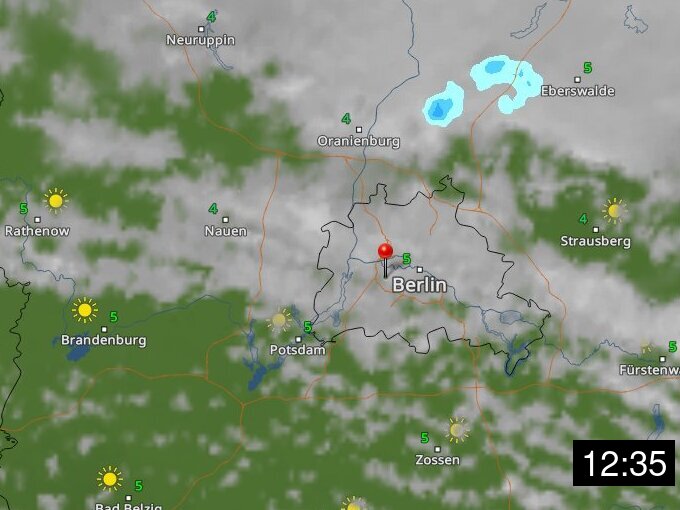 4
Neuruppin
5
Eberswalde
4
Oranienburg
5
Rathenow
4
Nauen
4
Strausberg
5
Berlin
5
Brandenburg
5
Potsdam
5
Fürstenwa
5
Zossen
12:35
5
Bad Belzig